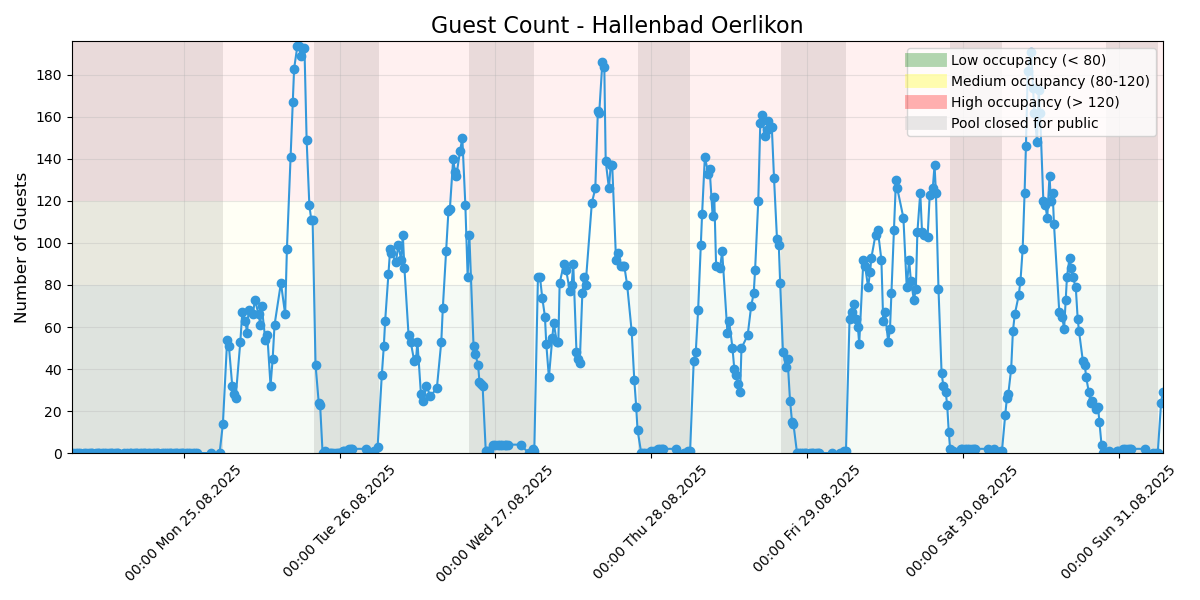 Guest Count - Hallenbad Oerlikon
Number of Guests
180
160
140
120
100
80
60
40
20
0
Low occupancy (< 80)
Medium occupancy (80-120)
High occupancy (> 120)
Pool closed for public
00:00 Mon 25.08.2025
00:00 Tue 26.08.2025
00:00 Wed 27.08.2025
00:00 Thu 28.08.2025
00:00 Fri 29.08.2025
00:00 Sat 30.08.2025
00:00 Sun 31.08.2025